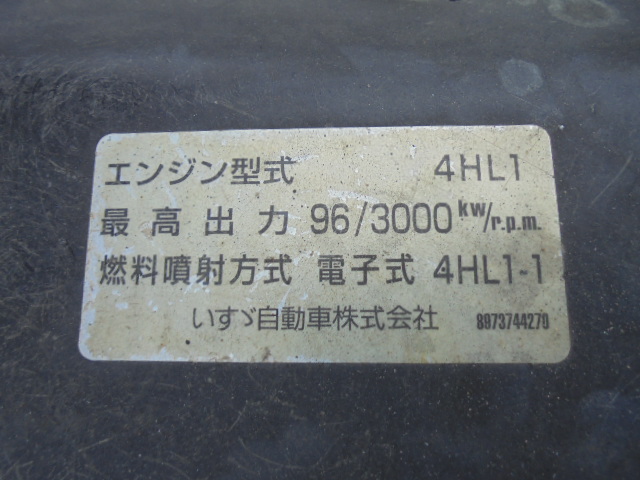 エンジン型式 4HL1
最高出力 96/3000 kw/r.p.m.
燃料噴射方式 電子式 4HL1-1
いすゞ自動車株式会社 8973744270